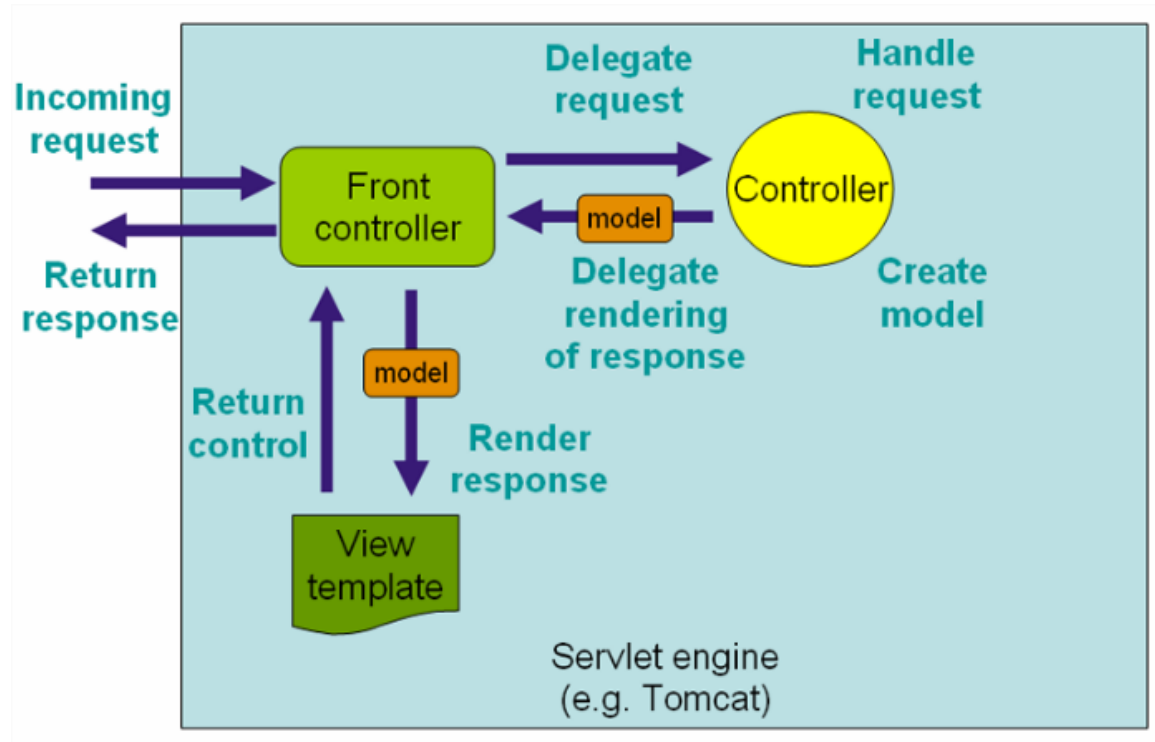 Incoming
request
Return
response
Front
controller
Delegate
request
Handle
request
Controller
model
Delegate
rendering
of response
Create
model
model
Return
control
Render
response
View
template
Servlet engine
(e.g. Tomcat)